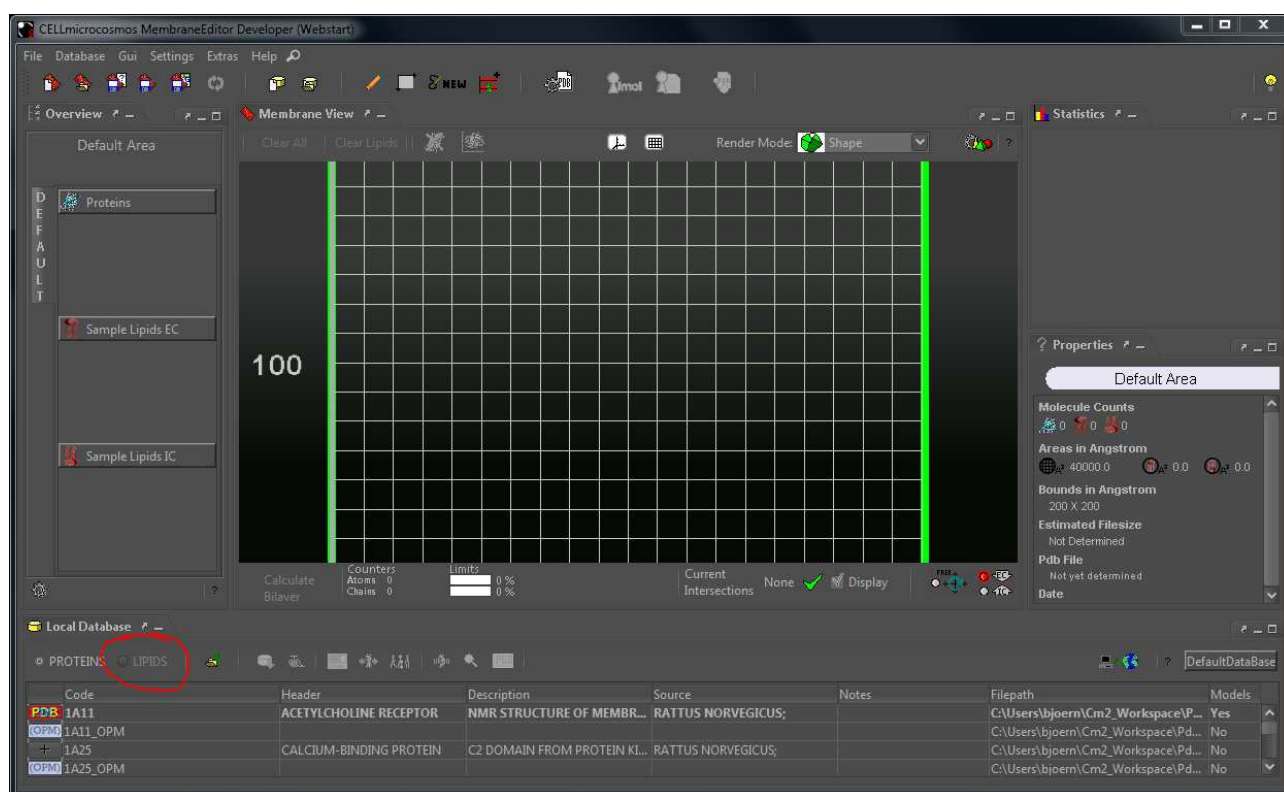 CELLmicrocosmos MembraneEditor Developer (Webstart)
File Database Gui Settings Extras Help
NEW PDB Jmol
Overview
Default Area
DEFAULT
Proteins
Sample Lipids EC
Sample Lipids IC
Membrane View
Clear All Clear Lipids Render Mode: Shape ?
100
Calculate Bilayer
Counters
Atoms 0
Chains 0
Limits
0 %
0 %
Current Intersections None Display
FREE EC
IC
Statistics
? Properties
Default Area
Molecule Counts
0 0 0
Areas in Angstrom
40000.0 0.0 0.0
Bounds in Angstrom
200 X 200
Estimated Filesize
Not Determined
Pdb File
Not yet determined
Date
Local Database
PROTEINS LIPIDS ? DefaultDataBase
Code Header Description Source Notes Filepath Models
PDB 1A11 ACETYLCHOLINE RECEPTOR NMR STRUCTURE OF MEMBR... RATTUS NORVEGICUS; C:\Users\bjoern\Cm2_Workspace\P... Yes
(OPM) 1A11_OPM C:\Users\bjoern\Cm2_Workspace\Pd... No
+ 1A25 CALCIUM-BINDING PROTEIN C2 DOMAIN FROM PROTEIN KI... RATTUS NORVEGICUS; C:\Users\bjoern\Cm2_Workspace\Pd... No
(OPM) 1A25_OPM C:\Users\bjoern\Cm2_Workspace\Pd... No